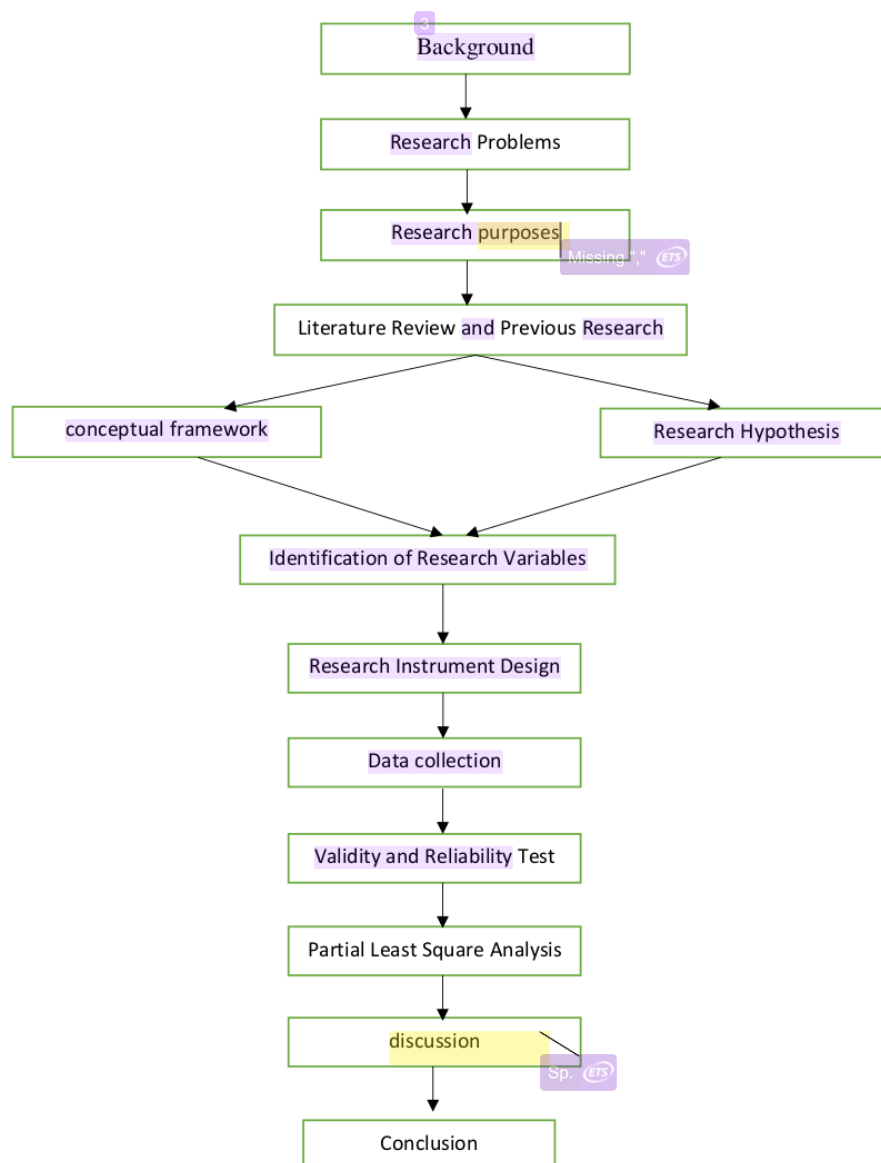 3
Background
Research Problems
Research purposes
Missing "," ETS
Literature Review and Previous Research
conceptual framework
Research Hypothesis
Identification of Research Variables
Research Instrument Design
Data collection
Validity and Reliability Test
Partial Least Square Analysis
discussion
Sp. ETS
Conclusion